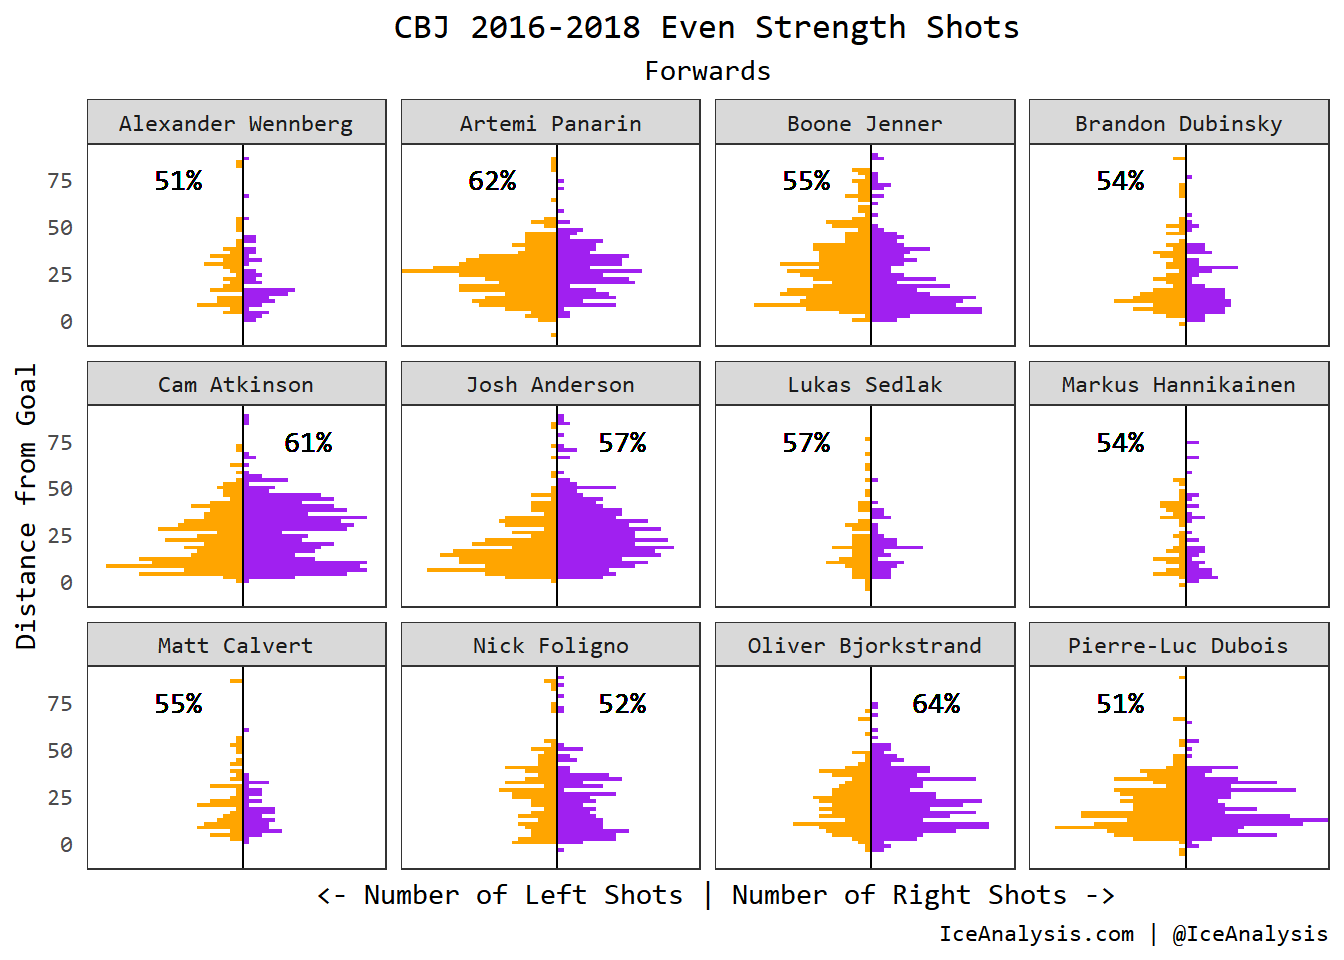 CBJ 2016-2018 Even Strength Shots
Forwards
Alexander Wennberg
Artemi Panarin
Boone Jenner
Brandon Dubinsky
75
50
25
0
51%
62%
55%
54%
Distance from Goal
Cam Atkinson
Josh Anderson
Lukas Sedlak
Markus Hannikainen
75
50
25
0
61%
57%
57%
54%
Matt Calvert
Nick Foligno
Oliver Bjorkstrand
Pierre-Luc Dubois
75
50
25
0
55%
52%
64%
51%
<- Number of Left Shots | Number of Right Shots ->
IceAnalysis.com | @IceAnalysis